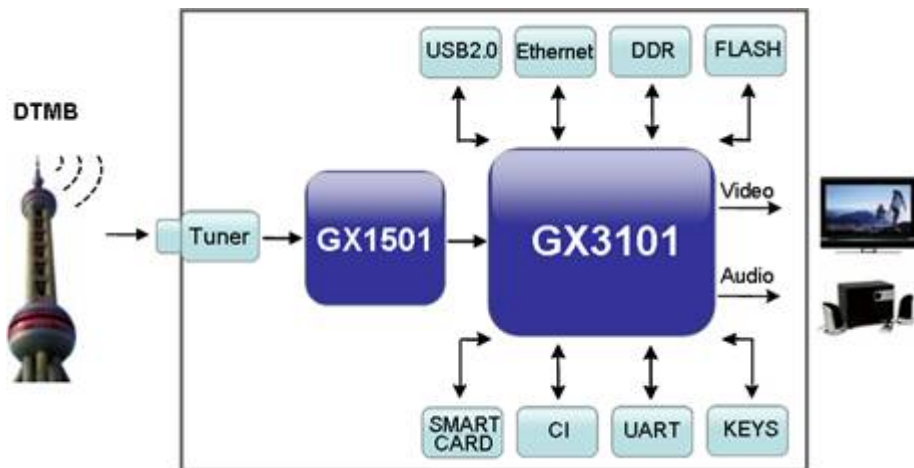 USB2.0
Ethernet
DDR
FLASH
DTMB
Tuner
GX1501
GX3101
Video
Audio
SMART
CARD
CI
UART
KEYS